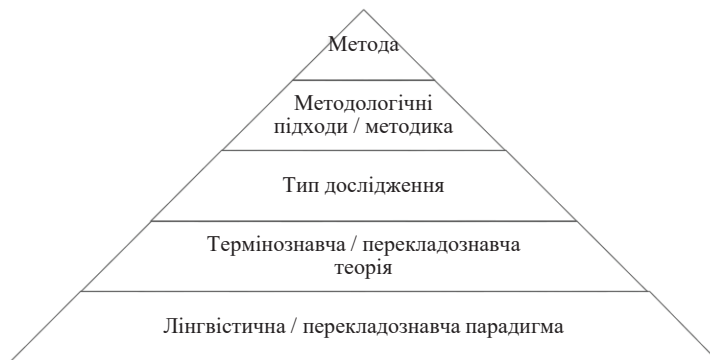 Метода
Методологічні
підходи / методика
Тип дослідження
Термінознавча / перекладознавча
теорія
Лінгвістична / перекладознавча парадигма